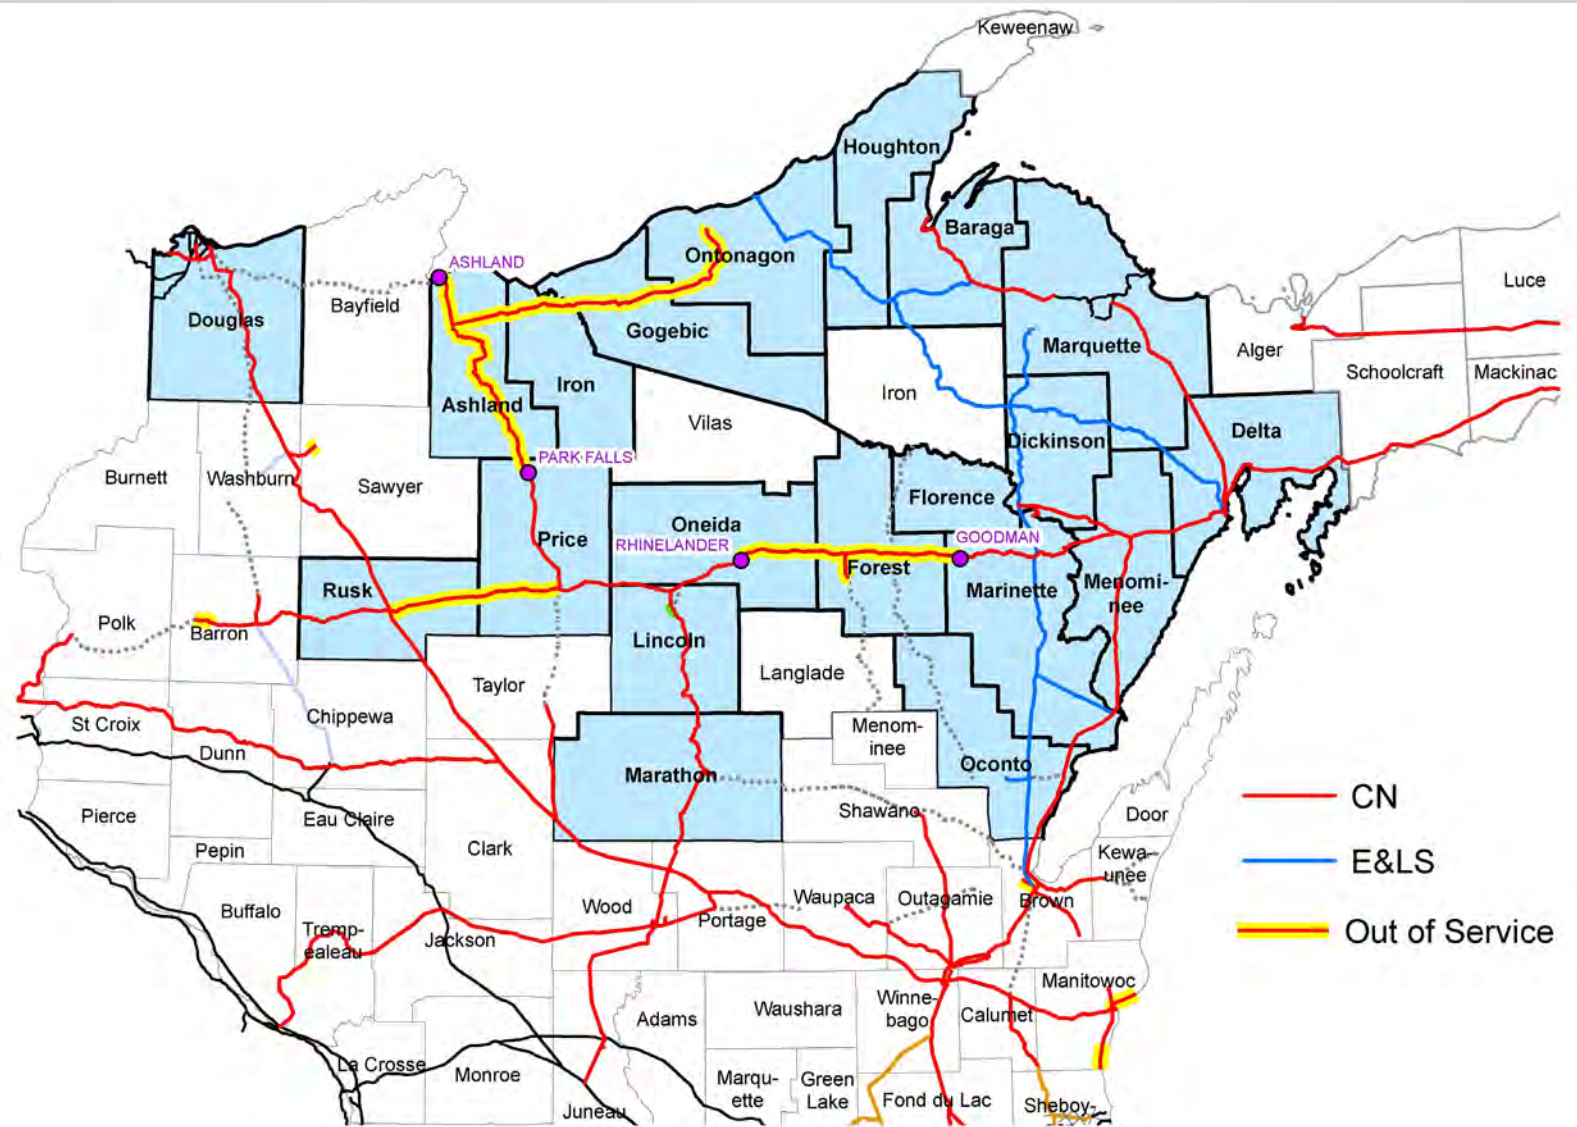 Keweenaw
Houghton
Baraga
Ontonagon
ASHLAND
Luce
Bayfield
Douglas
Gogebic
Marquette
Alger
Schoolcraft
Mackinac
Iron
Iron
Ashland
Vilas
Delta
Dickinson
PARK FALLS
Burnett
Washburn
Sawyer
Florence
Oneida
Price
RHINELANDER
GOODMAN
Forest
Marinette
Menomi-
nee
Rusk
Polk
Barron
Lincoln
Langlade
Taylor
St Croix
Chippewa
Menom-
inee
Dunn
Marathon
Oconto
CN
Pierce
Eau Claire
Shawano
Door
Pepin
Clark
Kewa-
unee
E&LS
Buffalo
Wood
Waupaca
Outagamie
Brown
Portage
Tremp-
ealeau
Jackson
Out of Service
Manitowoc
Adams
Waushara
Winne-
bago
Calumet
La Crosse
Monroe
Marqu-
ette
Green
Lake
Fond du Lac
Sheboy-
Juneau